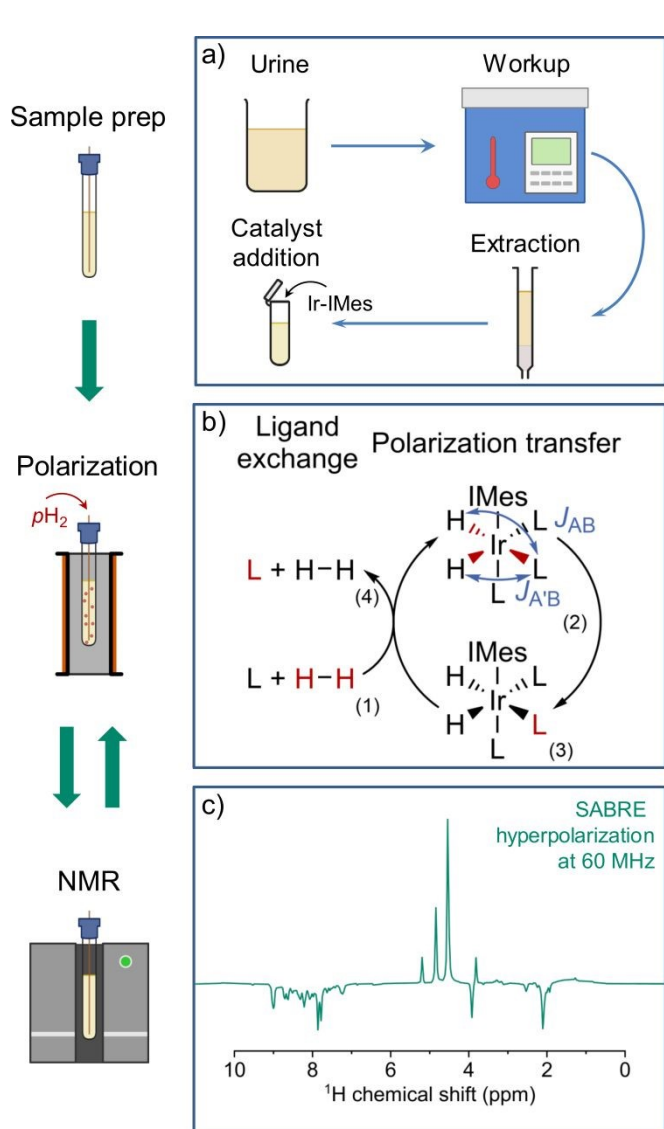 Sample prep
Polarization
pH₂
NMR
a)
Urine
Workup
Catalyst
addition
Ir-IMes
Extraction
b)
Ligand
exchange
Polarization transfer
IMes
H
L
J_AB
Ir
H
L
L
J_A'B
L + H–H
(4)
(2)
L + H–H
(1)
IMes
H
L
Ir
H
L
L
(3)
c)
SABRE
hyperpolarization
at 60 MHz
10 8 6 4 2 0
¹H chemical shift (ppm)